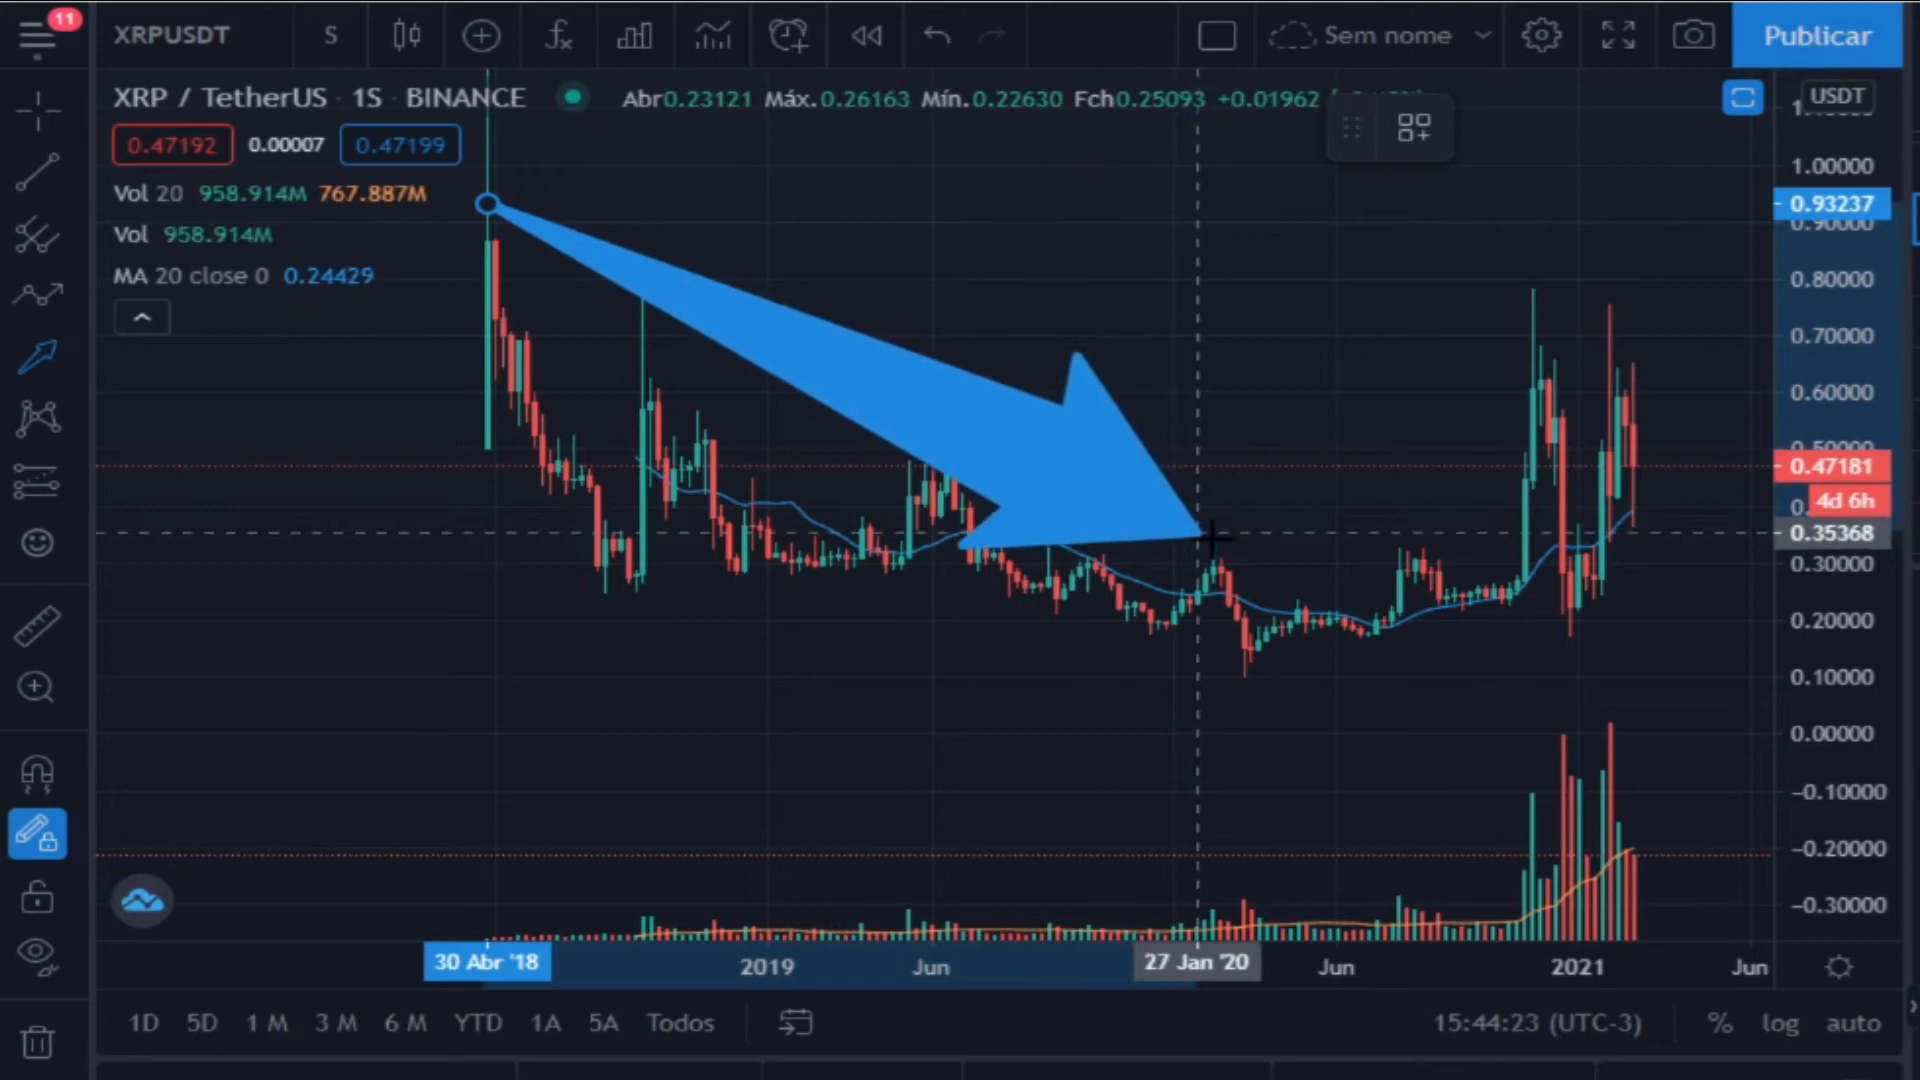 11
XRPUSDT S Sem nome Publicar
XRP / TetherUS · 1S · BINANCE Abr0.23121 Máx.0.26163 Mín.0.22630 Fch0.25093 +0.01962
0.47192 0.00007 0.47199
Vol 20 958.914M 767.887M
Vol 958.914M
MA 20 close 0 0.24429
USDT
1.00000
0.93237
0.90000
0.80000
0.70000
0.60000
0.50000
0.47181
4d 6h
0.35368
0.30000
0.20000
0.10000
0.00000
−0.10000
−0.20000
−0.30000
30 Abr '18 2019 Jun 27 Jan '20 Jun 2021 Jun
1D 5D 1 M 3 M 6 M YTD 1A 5A Todos 15:44:23 (UTC-3) % log auto